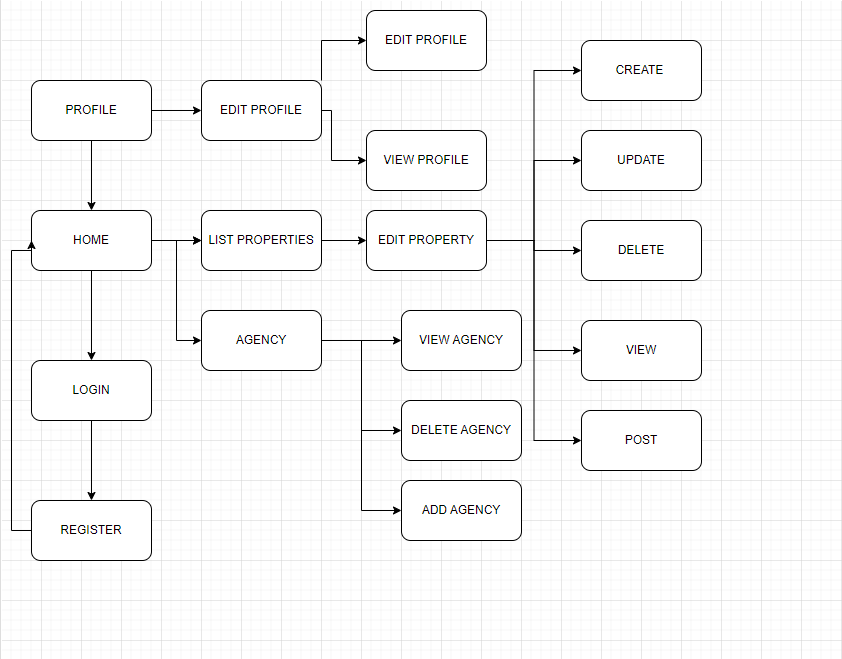 EDIT PROFILE
CREATE
PROFILE
EDIT PROFILE
VIEW PROFILE
UPDATE
HOME
LIST PROPERTIES
EDIT PROPERTY
DELETE
AGENCY
VIEW AGENCY
VIEW
LOGIN
DELETE AGENCY
POST
REGISTER
ADD AGENCY